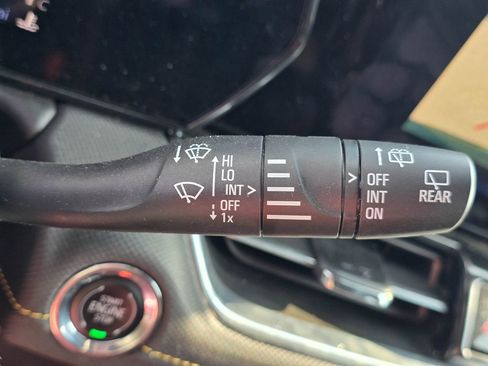 HI
LO
INT >
OFF
1x
> OFF
INT
ON
REAR
START
ENGINE
STOP